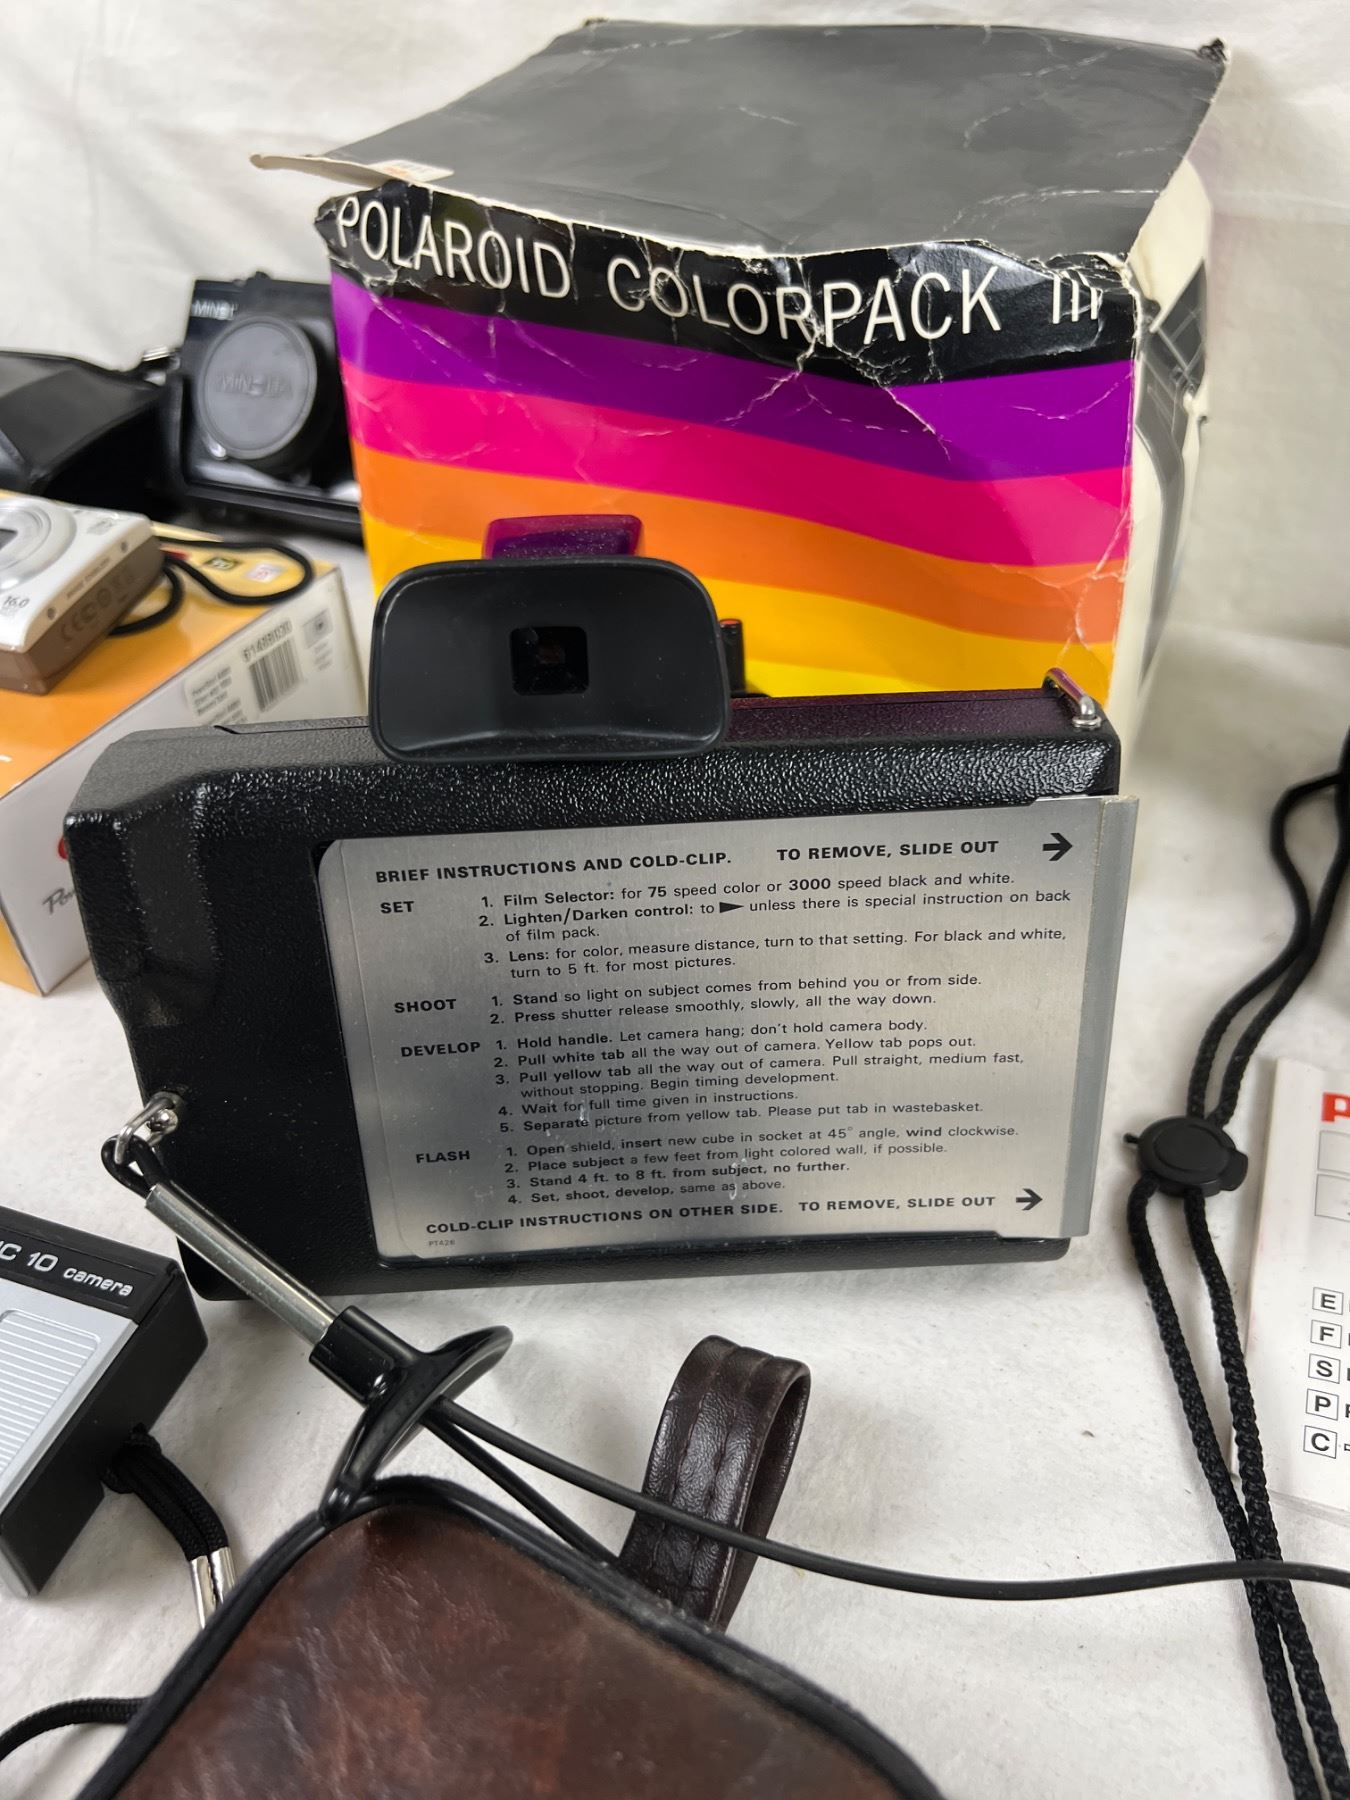 POLAROID COLORPACK III
MINOLTA
16.0
6148B001
BRIEF INSTRUCTIONS AND COLD-CLIP. TO REMOVE, SLIDE OUT →
SET 1. Film Selector: for 75 speed color or 3000 speed black and white.
2. Lighten/Darken control: to ▶ unless there is special instruction on back
of film pack.
3. Lens: for color, measure distance, turn to that setting. For black and white,
turn to 5 ft. for most pictures.
SHOOT 1. Stand so light on subject comes from behind you or from side.
2. Press shutter release smoothly, slowly, all the way down.
DEVELOP 1. Hold handle. Let camera hang; don't hold camera body.
2. Pull white tab all the way out of camera. Yellow tab pops out.
3. Pull yellow tab all the way out of camera. Pull straight, medium fast,
without stopping. Begin timing development.
4. Wait for full time given in instructions.
5. Separate picture from yellow tab. Please put tab in wastebasket.
FLASH 1. Open shield, insert new cube in socket at 45° angle, wind clockwise.
2. Place subject a few feet from light colored wall, if possible.
3. Stand 4 ft. to 8 ft. from subject, no further.
4. Set, shoot, develop, same as above.
COLD-CLIP INSTRUCTIONS ON OTHER SIDE. TO REMOVE, SLIDE OUT →
PT426
C 10 camera
E
F
S
P
C